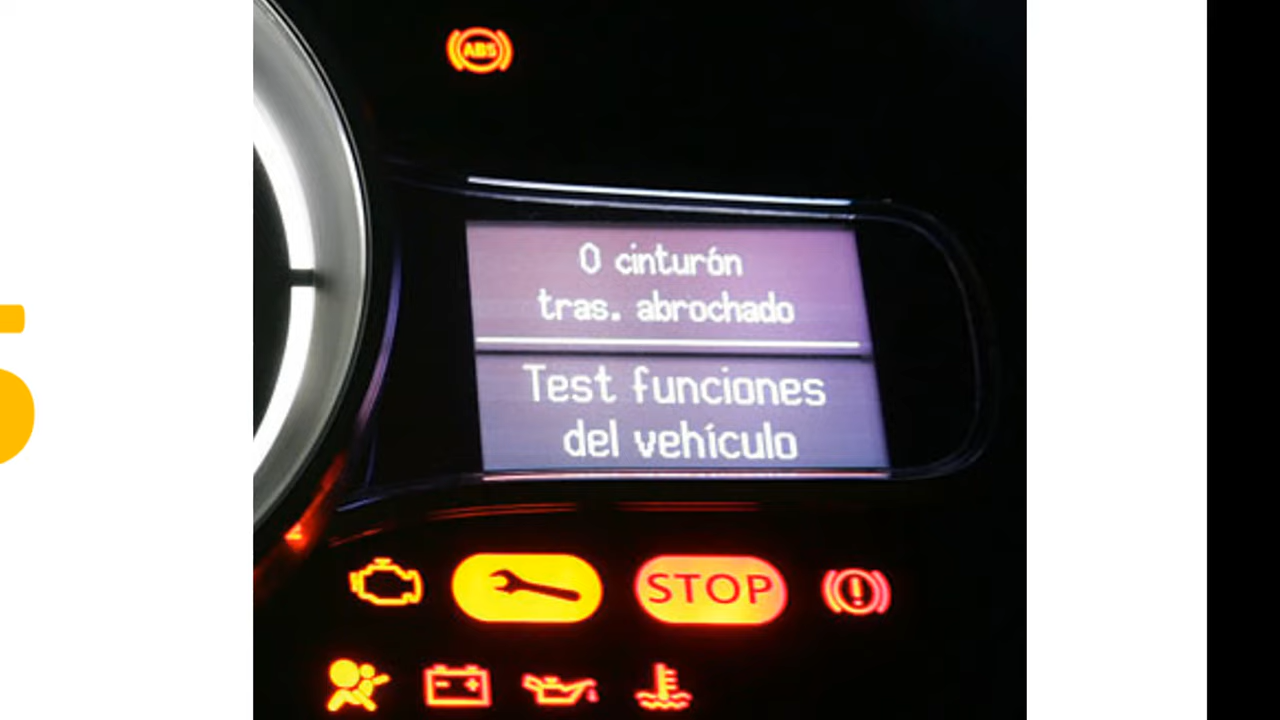 ABS
0 cinturón
tras. abrochado
Test funciones
del vehículo
STOP